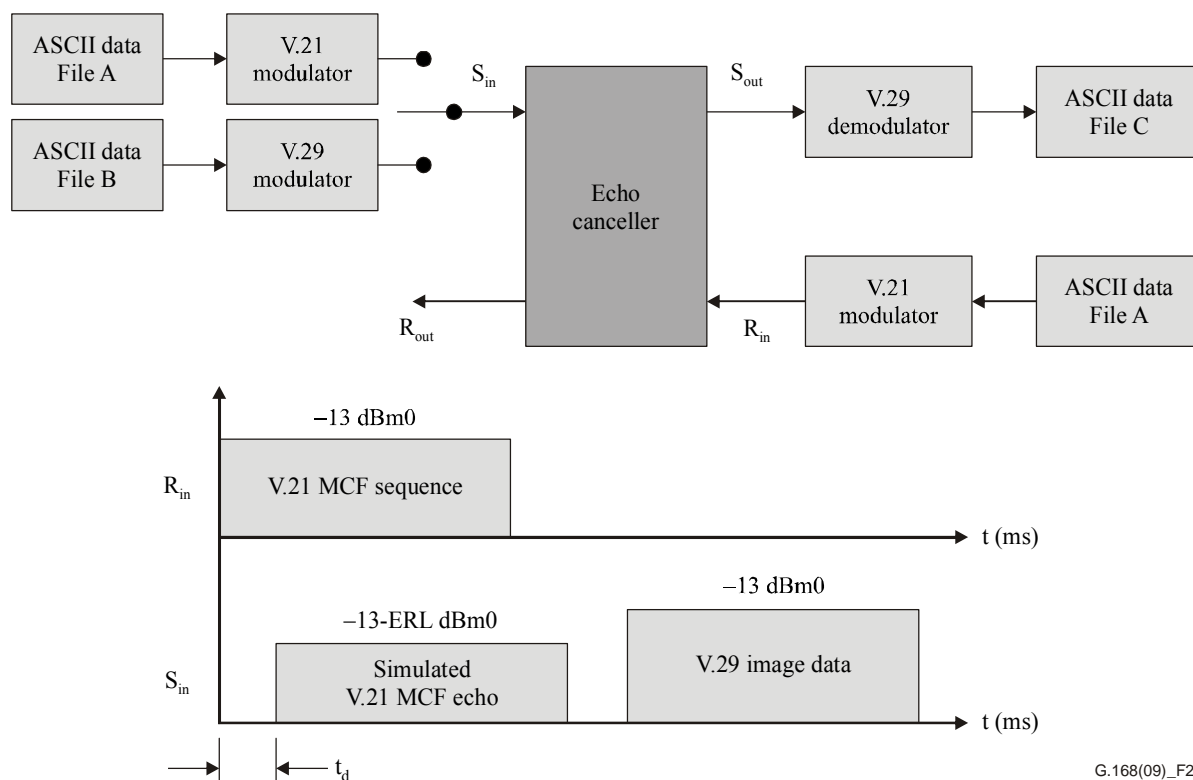 ASCII data
File A
V.21
modulator
ASCII data
File B
V.29
modulator
Sin
Echo
canceller
Sout
V.29
demodulator
ASCII data
File C
Rout
Rin
V.21
modulator
ASCII data
File A
–13 dBm0
Rin
V.21 MCF sequence
t (ms)
–13 dBm0
–13-ERL dBm0
Sin
Simulated
V.21 MCF echo
V.29 image data
t (ms)
td
G.168(09)_F2